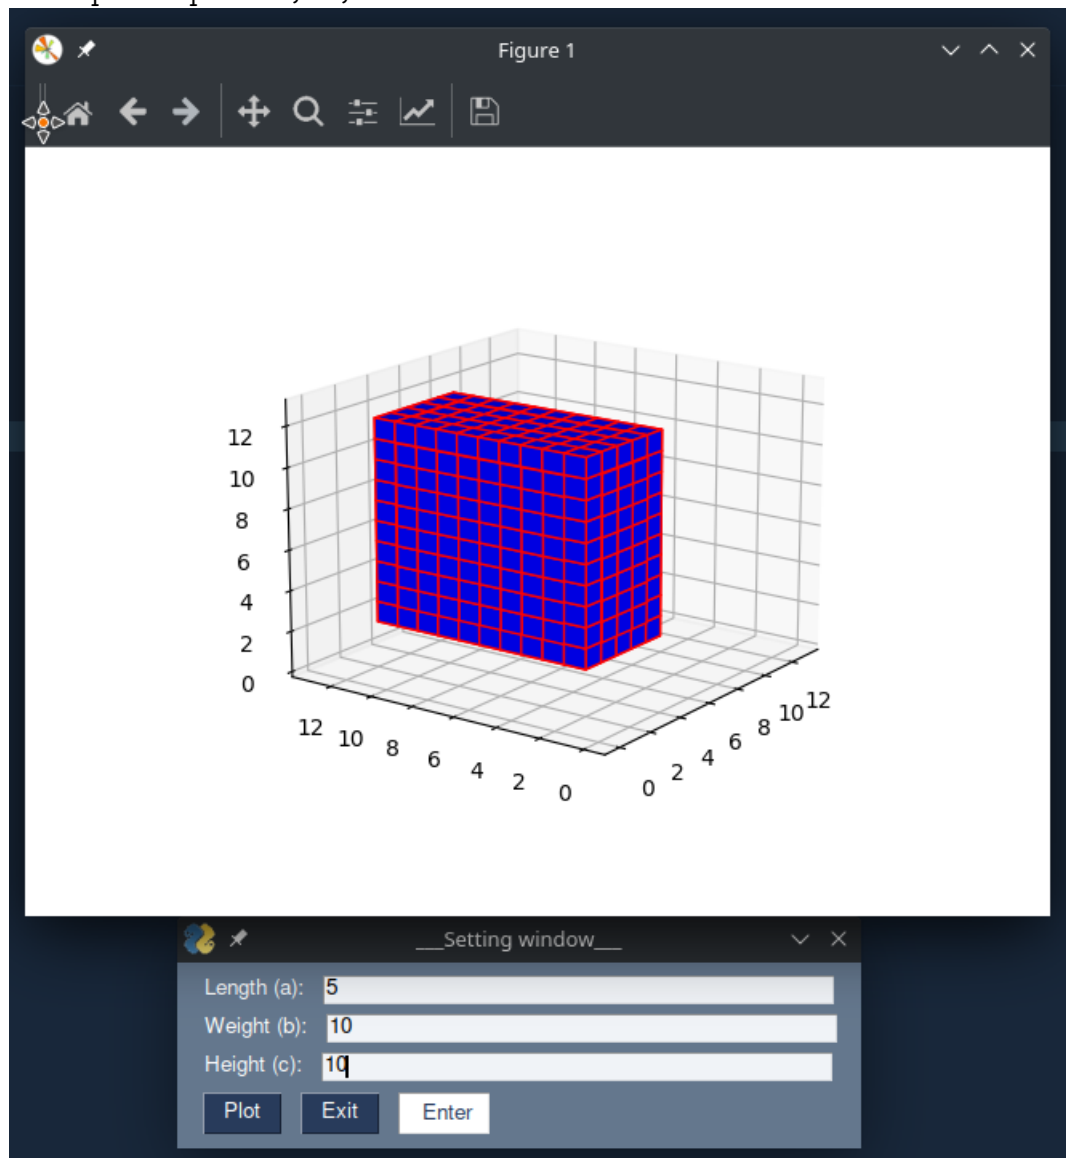 Figure 1
12
10
8
6
4
2
0
12 10 8 6 4 2 0
0 2 4 6 8 10 12
___Setting window___
Length (a): 5
Weight (b): 10
Height (c): 10
Plot Exit Enter